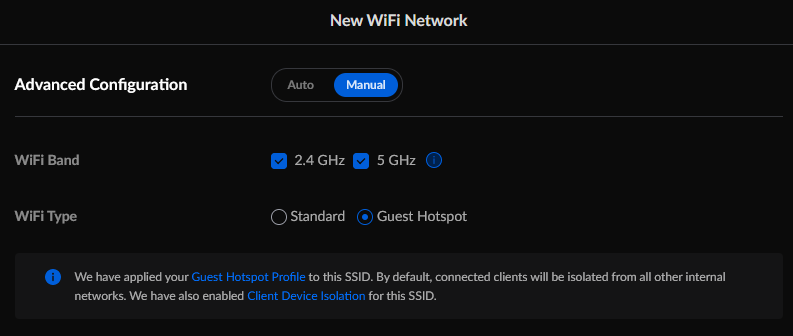 New WiFi Network
Advanced Configuration Auto Manual
WiFi Band 2.4 GHz 5 GHz
WiFi Type Standard Guest Hotspot
We have applied your Guest Hotspot Profile to this SSID. By default, connected clients will be isolated from all other internal
networks. We have also enabled Client Device Isolation for this SSID.